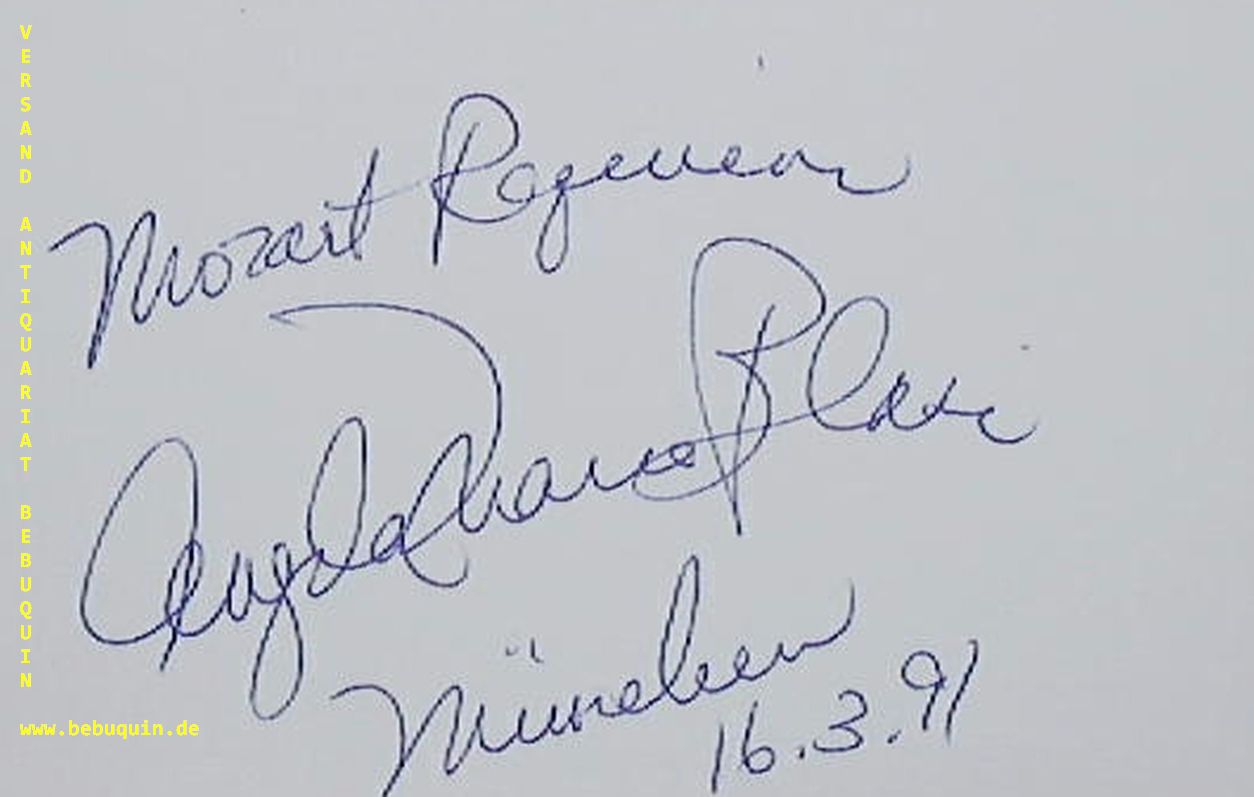 VERSAND ANTIQUARIAT BEBUQUIN
Mozart Requiem
Angela Maria Blasi
München
16.3.91
www.bebuquin.de